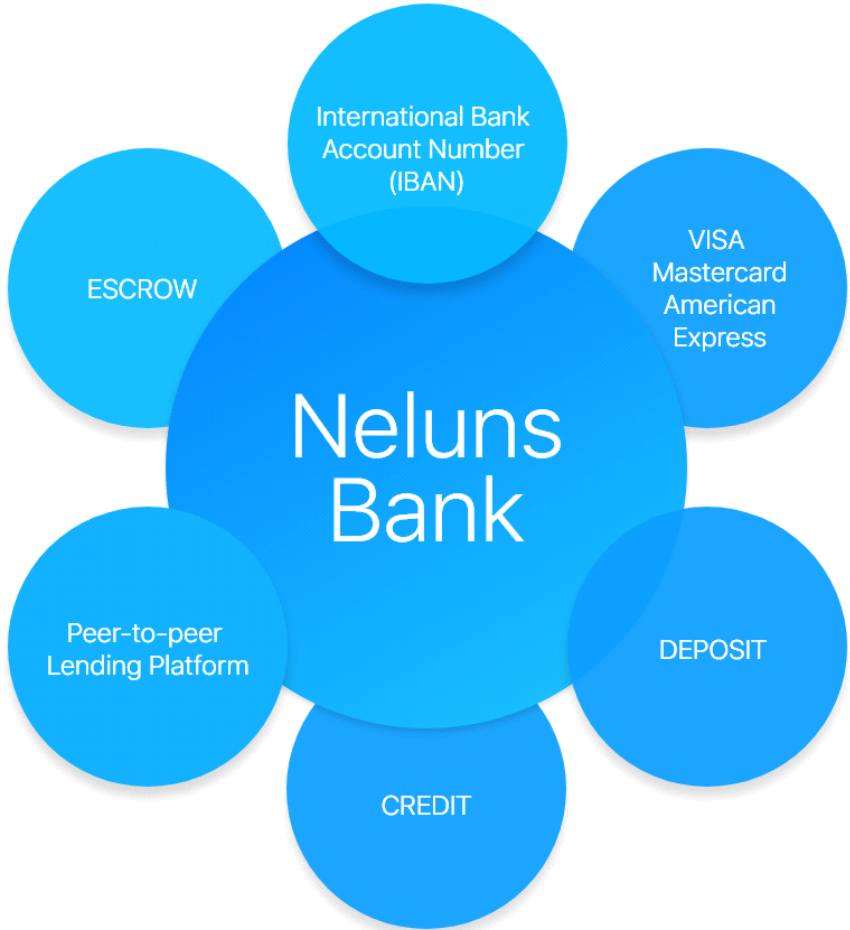 International Bank
Account Number
(IBAN)
ESCROW
VISA
Mastercard
American
Express
Neluns
Bank
Peer-to-peer
Lending Platform
DEPOSIT
CREDIT